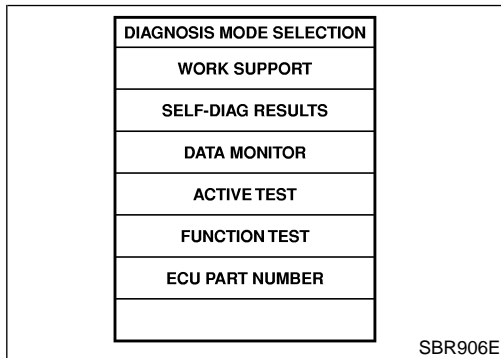 DIAGNOSIS MODE SELECTION
WORK SUPPORT
SELF-DIAG RESULTS
DATA MONITOR
ACTIVE TEST
FUNCTION TEST
ECU PART NUMBER
SBR906E